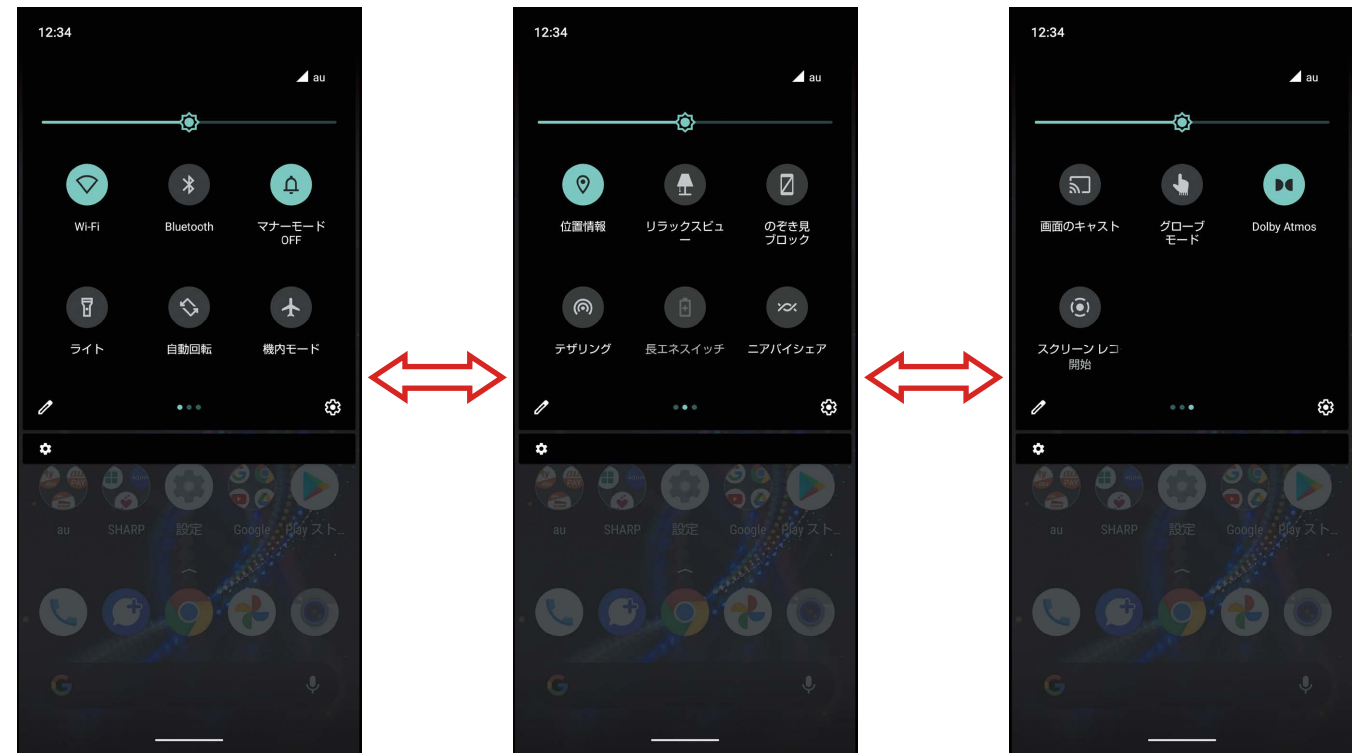 12:34
au
Wi-Fi
Bluetooth
マナーモード
OFF
ライト
自動回転
機内モード
au
SHARP
設定
Google
Play スト...
12:34
au
位置情報
リラックスビュ
ー
のぞき見
ブロック
テザリング
長エネスイッチ
ニアバイシェア
au
SHARP
設定
Google
Play スト...
12:34
au
画面のキャスト
グローブ
モード
Dolby Atmos
スクリーン レコ
開始
au
SHARP
設定
Google
Play スト...